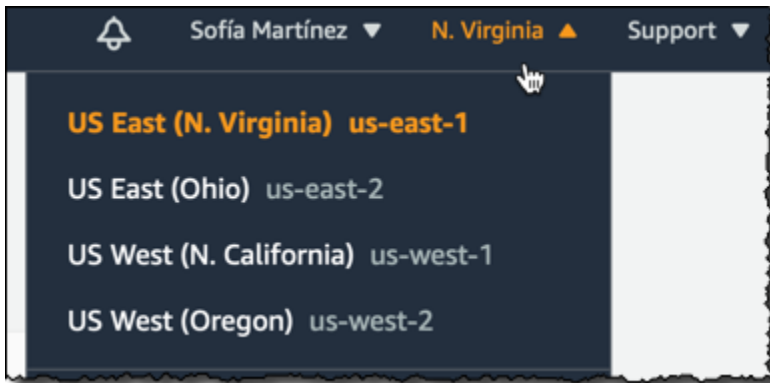 Sofía Martínez N. Virginia Support
US East (N. Virginia) us-east-1
US East (Ohio) us-east-2
US West (N. California) us-west-1
US West (Oregon) us-west-2